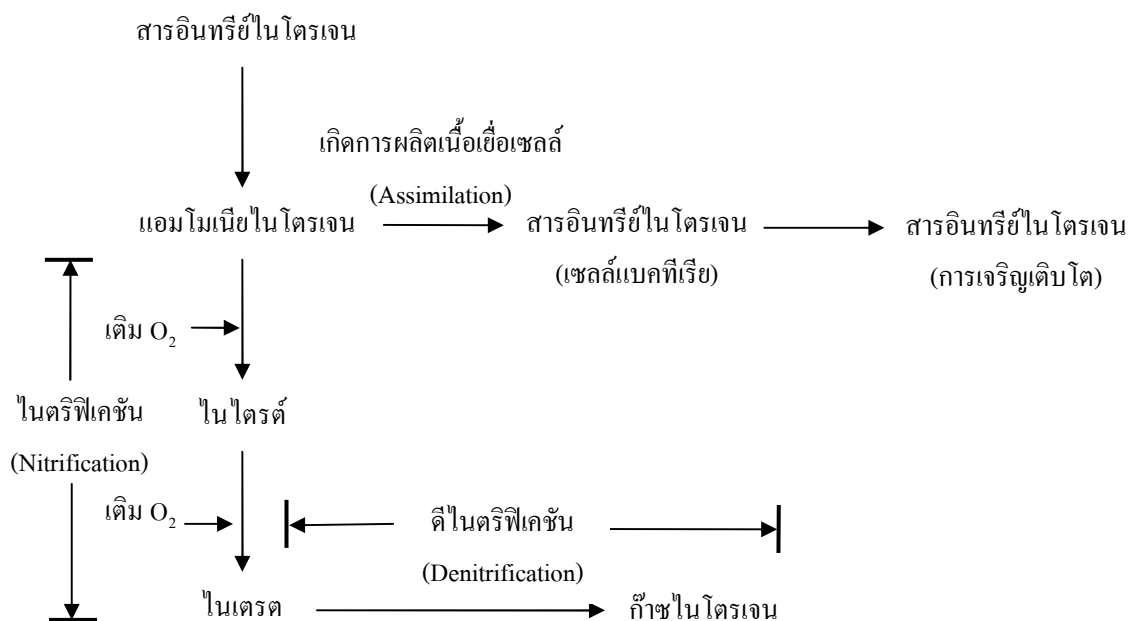 สารอินทรีย์ไนโตรเจน
เกิดการผลิตเนื้อเยื่อเซลล์
(Assimilation)
แอมโมเนียไนโตรเจน
สารอินทรีย์ไนโตรเจน
สารอินทรีย์ไนโตรเจน
(เซลล์แบคทีเรีย)
(การเจริญเติบโต)
เติม O₂
ไนตริฟิเคชัน
ไนไตรต์
(Nitrification)
เติม O₂
ดีไนตริฟิเคชัน
(Denitrification)
ไนเตรต
ก๊าซไนโตรเจน